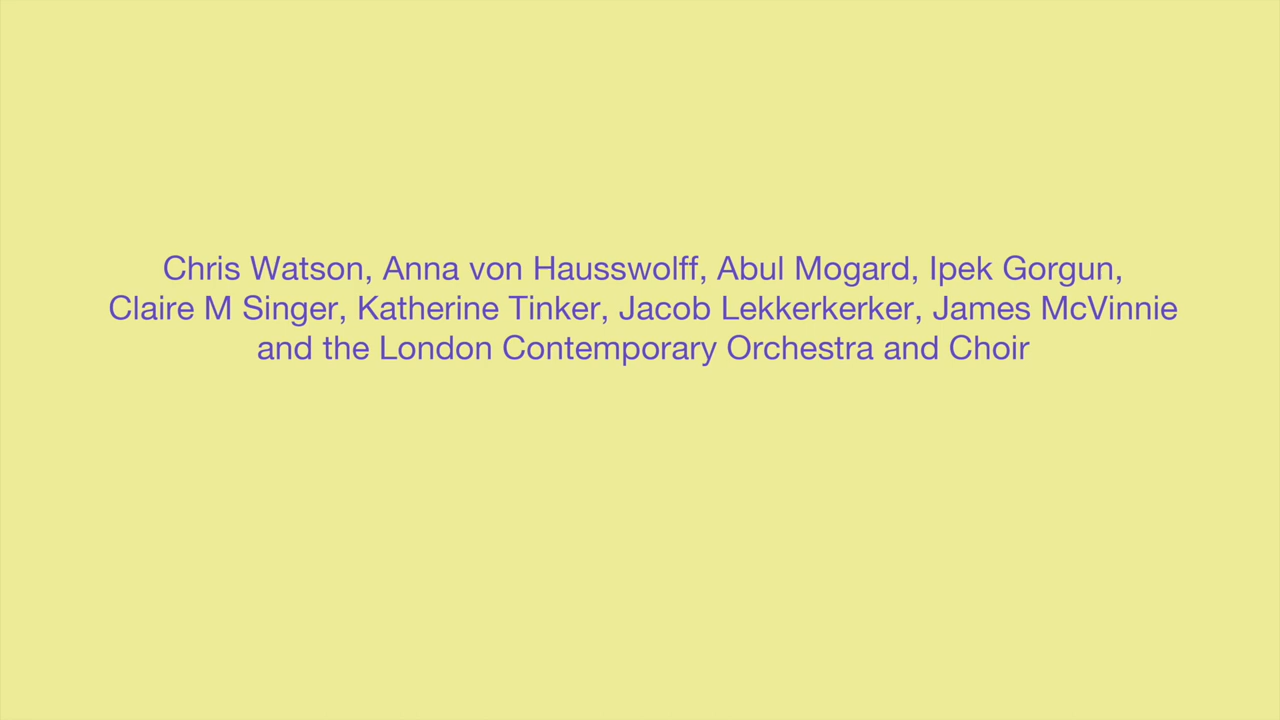 Chris Watson, Anna von Hausswolff, Abul Mogard, Ipek Gorgun,
Claire M Singer, Katherine Tinker, Jacob Lekkerkerker, James McVinnie
and the London Contemporary Orchestra and Choir